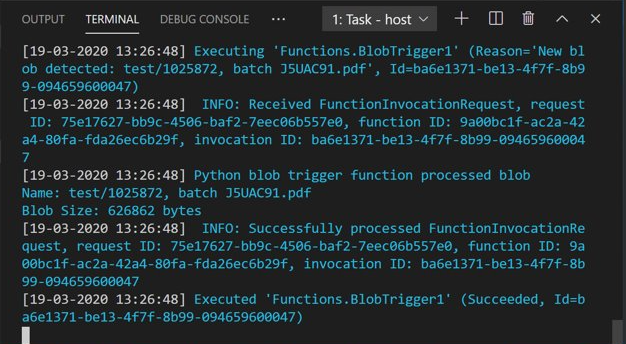 OUTPUT TERMINAL DEBUG CONSOLE 1: Task - host
[19-03-2020 13:26:48] Executing 'Functions.BlobTrigger1' (Reason='New bl
ob detected: test/1025872, batch J5UAC91.pdf', Id=ba6e1371-be13-4f7f-8b9
9-094659600047)
[19-03-2020 13:26:48]  INFO: Received FunctionInvocationRequest, request
 ID: 75e17627-bb9c-4506-baf2-7eec06b557e0, function ID: 9a00bc1f-ac2a-42
a4-80fa-fda26ec6b29f, invocation ID: ba6e1371-be13-4f7f-8b99-09465960004
7
[19-03-2020 13:26:48] Python blob trigger function processed blob
Name: test/1025872, batch J5UAC91.pdf
Blob Size: 626862 bytes
[19-03-2020 13:26:48]  INFO: Successfully processed FunctionInvocationRe
quest, request ID: 75e17627-bb9c-4506-baf2-7eec06b557e0, function ID: 9a
00bc1f-ac2a-42a4-80fa-fda26ec6b29f, invocation ID: ba6e1371-be13-4f7f-8b
99-094659600047
[19-03-2020 13:26:48] Executed 'Functions.BlobTrigger1' (Succeeded, Id=b
a6e1371-be13-4f7f-8b99-094659600047)